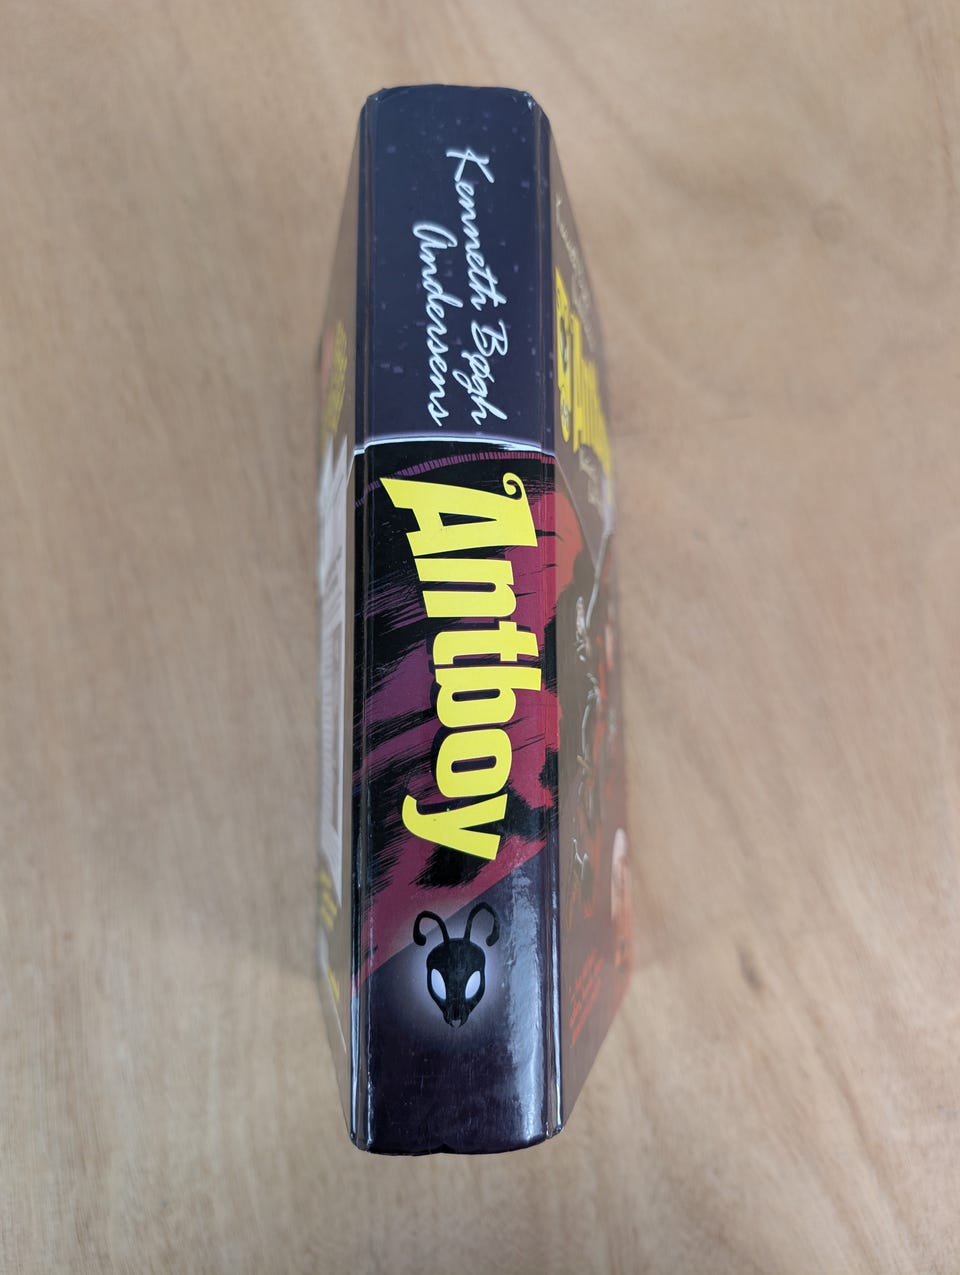 Kenneth Bøgh
Andersens
Antboy